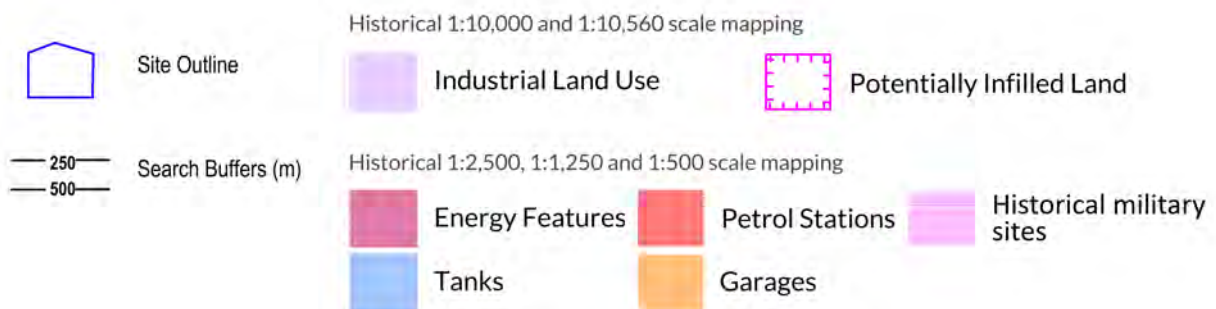 Historical 1:10,000 and 1:10,560 scale mapping
Site Outline
Industrial Land Use
Potentially Infilled Land
250
500
Search Buffers (m)
Historical 1:2,500, 1:1,250 and 1:500 scale mapping
Energy Features
Petrol Stations
Historical military
sites
Tanks
Garages